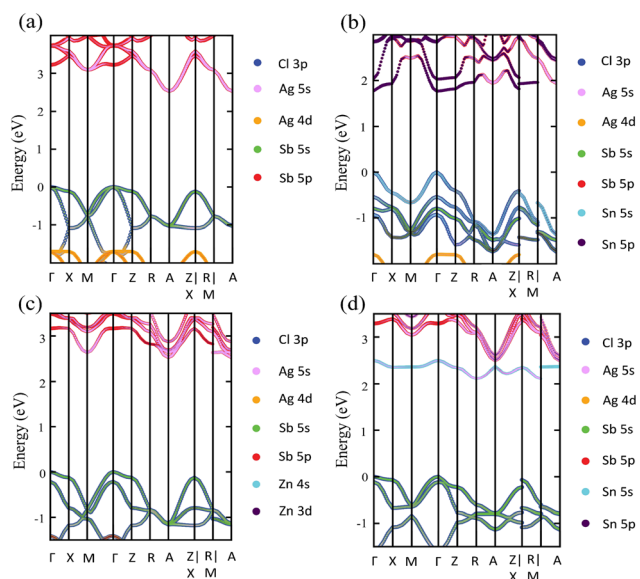 (a)
Energy (eV)
3
2
1
0
-1
Γ X M Γ Z R A Z| R| A
X M
Cl 3p
Ag 5s
Ag 4d
Sb 5s
Sb 5p
(b)
Energy (eV)
3
2
1
0
-1
Γ X M Γ Z R A Z| R| A
X M
Cl 3p
Ag 5s
Ag 4d
Sb 5s
Sb 5p
Sn 5s
Sn 5p
(c)
Energy (eV)
3
2
1
0
-1
Γ X M Γ Z R A Z| R| A
X M
Cl 3p
Ag 5s
Ag 4d
Sb 5s
Sb 5p
Zn 4s
Zn 3d
(d)
Energy (eV)
3
2
1
0
-1
Γ X M Γ Z R A Z| R| A
X M
Cl 3p
Ag 5s
Ag 4d
Sb 5s
Sb 5p
Sn 5s
Sn 5p